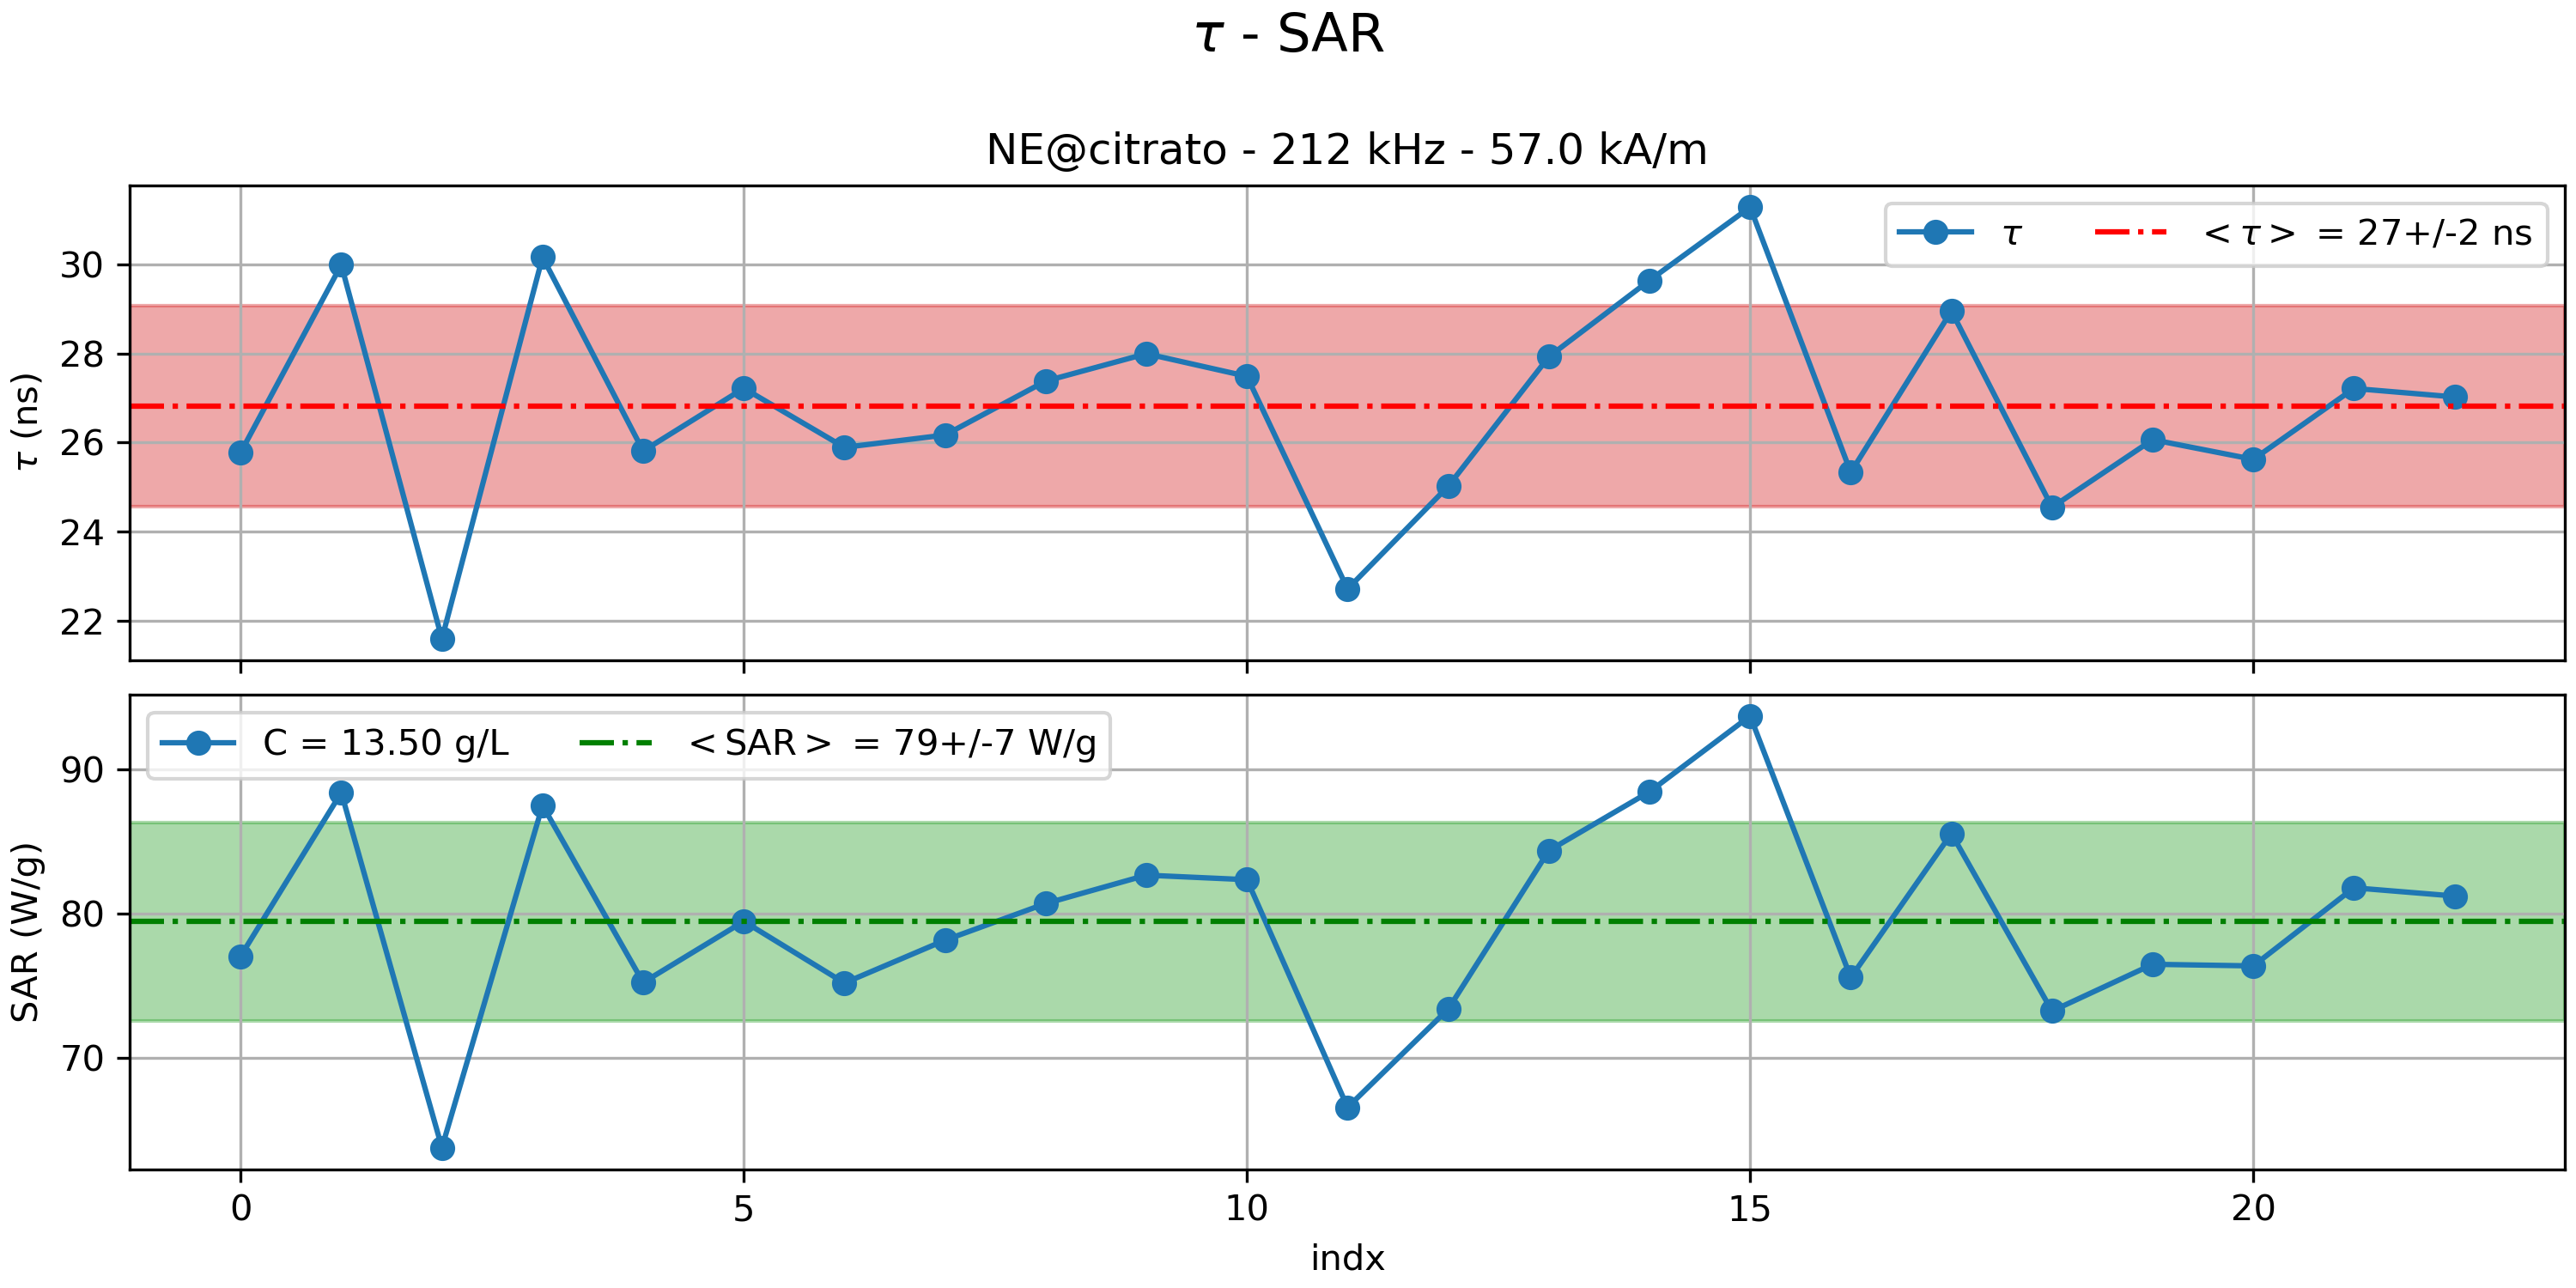 τ - SAR
NE@citrato - 212 kHz - 57.0 kA/m
τ <τ> = 27+/-2 ns
30
28
26
24
22
τ (ns)
C = 13.50 g/L <SAR> = 79+/-7 W/g
90
80
70
SAR (W/g)
0 5 10 15 20
indx